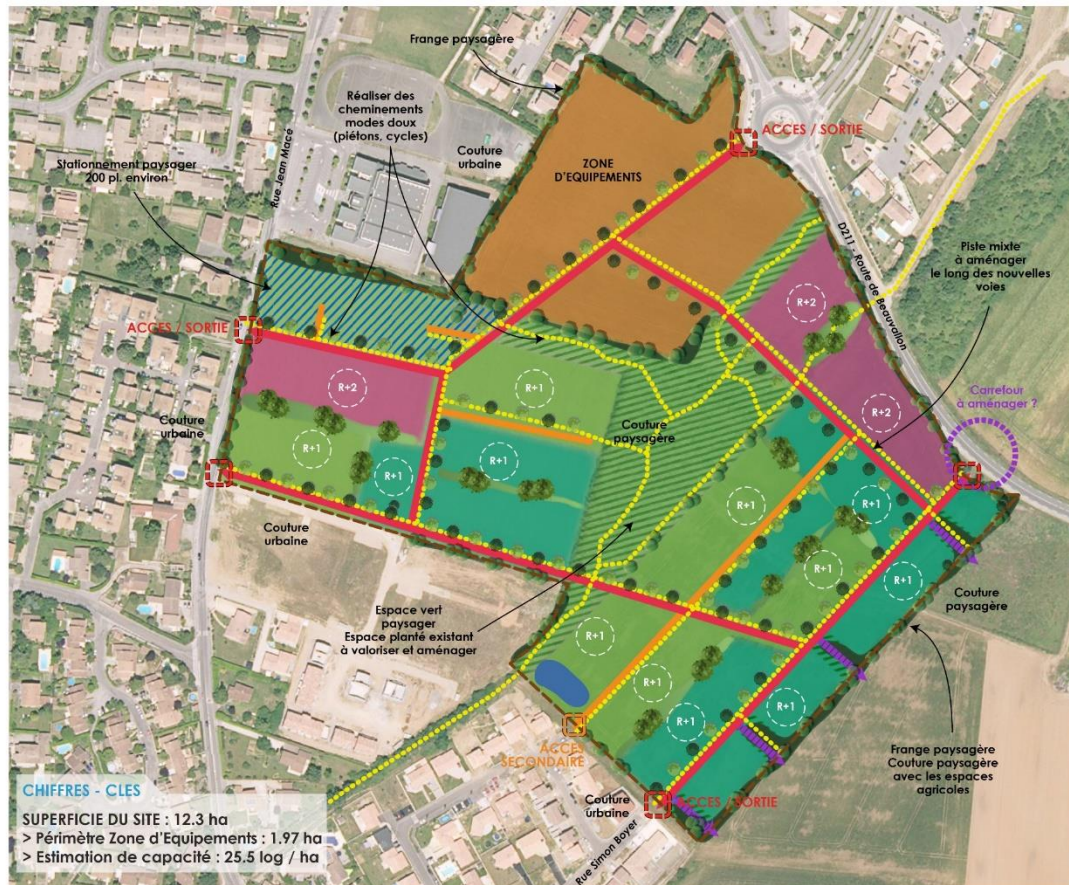 Frange paysagère
Réaliser des
cheminements
modes doux
(piétons, cycles)
Couture
urbaine
ACCES / SORTIE
ZONE
D'EQUIPEMENTS
Stationnement paysager
200 pl. environ
Rue Jean Macé
D211 - Route de Beauvallon
Piste mixte
à aménager
le long des nouvelles
voies
R+2
ACCES / SORTIE
R+2
R+1
Couture
urbaine
R+1
R+1
R+1
Couture
paysagère
R+2
Carrefour
à aménager ?
R+1
R+1
Couture
urbaine
R+1
R+1
Couture
paysagère
Espace vert
paysager
Espace planté existant
à valoriser et aménager
R+1
R+1
R+1
R+1
ACCES
SECONDAIRE
Frange paysagère
Couture paysagère
avec les espaces
agricoles
Couture
urbaine
ACCES / SORTIE
Rue Simon Boyer
CHIFFRES - CLES
SUPERFICIE DU SITE : 12.3 ha
> Périmètre Zone d'Equipements : 1.97 ha
> Estimation de capacité : 25.5 log / ha